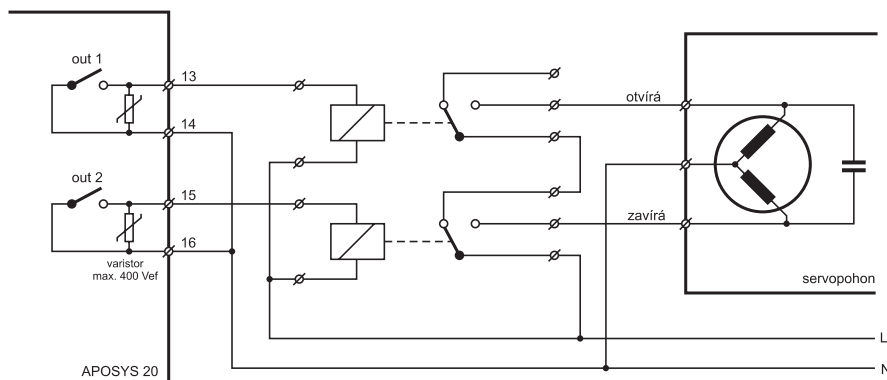 out 1
13
14
out 2
15
16
varistor
max. 400 Vef
APOSYS 20
otvírá
zavírá
servopohon
L
N